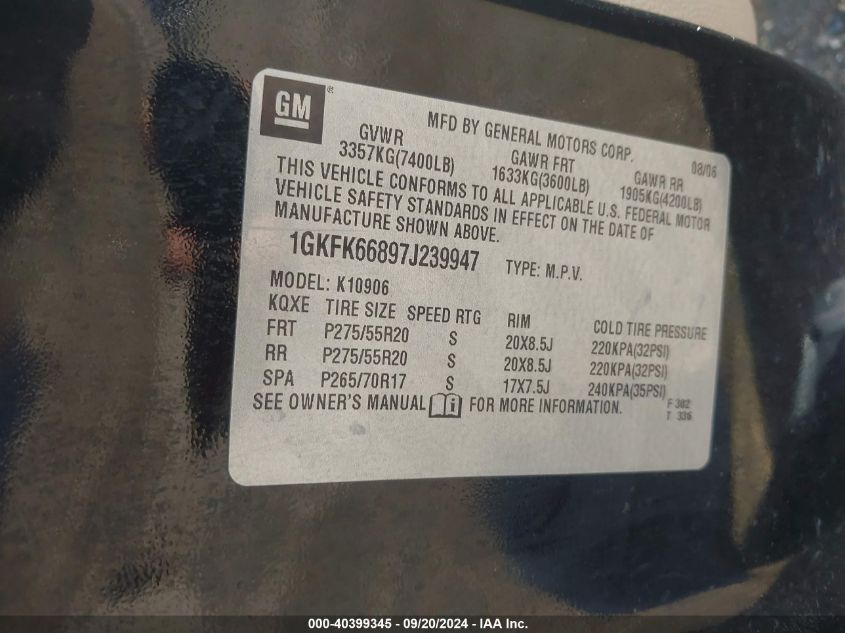 GM ®
MFD BY GENERAL MOTORS CORP. 08/06
GVWR GAWR FRT GAWR RR
3357KG(7400LB) 1633KG(3600LB) 1905KG(4200LB)
THIS VEHICLE CONFORMS TO ALL APPLICABLE U.S. FEDERAL MOTOR
VEHICLE SAFETY STANDARDS IN EFFECT ON THE DATE OF
MANUFACTURE SHOWN ABOVE.
1GKFK66897J239947 TYPE: M.P.V.
MODEL: K10906
KQXE TIRE SIZE SPEED RTG RIM COLD TIRE PRESSURE
FRT P275/55R20 S 20X8.5J 220KPA(32PSI)
RR P275/55R20 S 20X8.5J 220KPA(32PSI)
SPA P265/70R17 S 17X7.5J 240KPA(35PSI)
SEE OWNER'S MANUAL i FOR MORE INFORMATION.
F 302
T 336
000-40399345 - 09/20/2024 - IAA Inc.